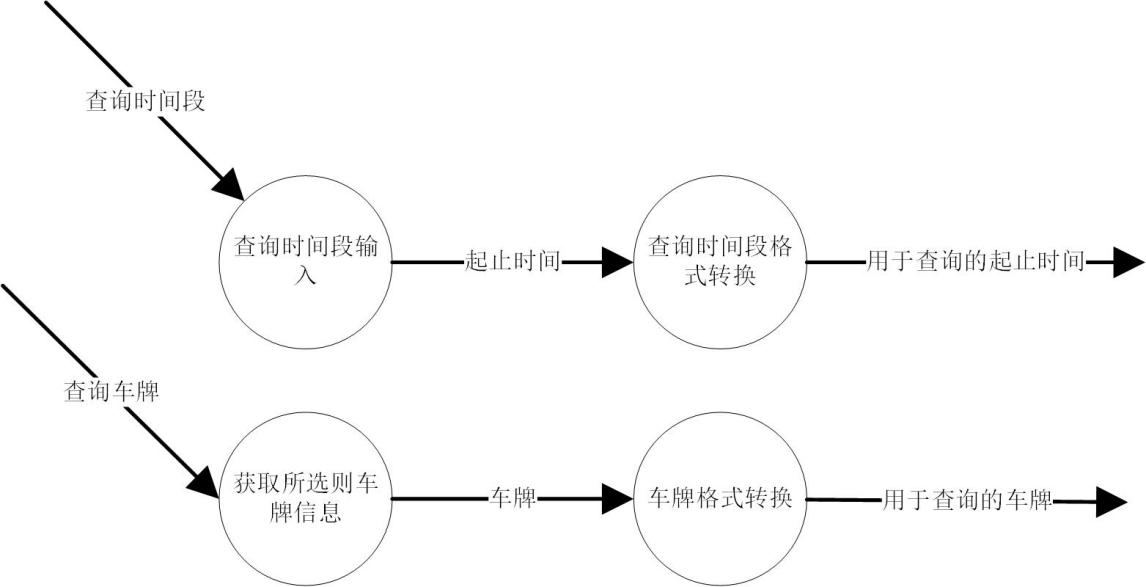 查询时间段
查询时间段输
入
起止时间
查询时间段格
式转换
用于查询的起止时间
查询车牌
获取所选则车
牌信息
车牌
车牌格式转换
用于查询的车牌